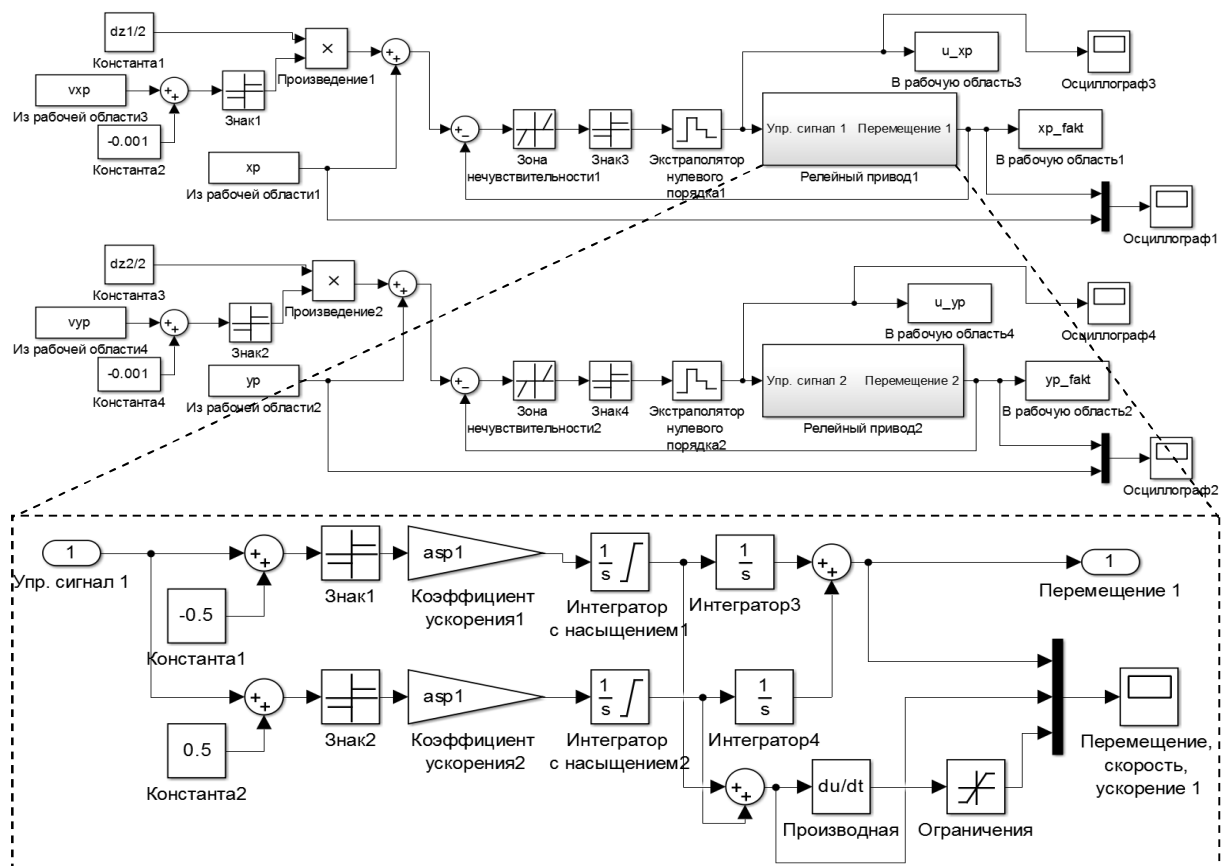 dz1/2
Константа1
×
Произведение1
+
+
vxp
Из рабочей области3
+
+
Знак1
-0.001
Константа2
xp
Из рабочей области1
+
−
Зона
нечувствительности1
Знак3
Экстраполятор
нулевого
порядка1
Упр. сигнал 1
Перемещение 1
Релейный привод1
u_xp
В рабочую область3
Осциллограф3
xp_fakt
В рабочую область1
Осциллограф1
dz2/2
Константа3
×
Произведение2
+
+
vyp
Из рабочей области4
+
+
Знак2
-0.001
Константа4
yp
Из рабочей области2
+
−
Зона
нечувствительности2
Знак4
Экстраполятор
нулевого
порядка2
Упр. сигнал 2
Перемещение 2
Релейный привод2
u_yp
В рабочую область4
Осциллограф4
yp_fakt
В рабочую область2
Осциллограф2
1
Упр. сигнал 1
+
+
-0.5
Константа1
Знак1
asp1
Коэффициент
ускорения1
1
s
Интегратор
с насыщением1
1
s
Интегратор3
+
+
1
Перемещение 1
+
+
0.5
Константа2
Знак2
asp1
Коэффициент
ускорения2
1
s
Интегратор
с насыщением2
1
s
Интегратор4
+
+
du/dt
Производная
Ограничения
Перемещение,
скорость,
ускорение 1